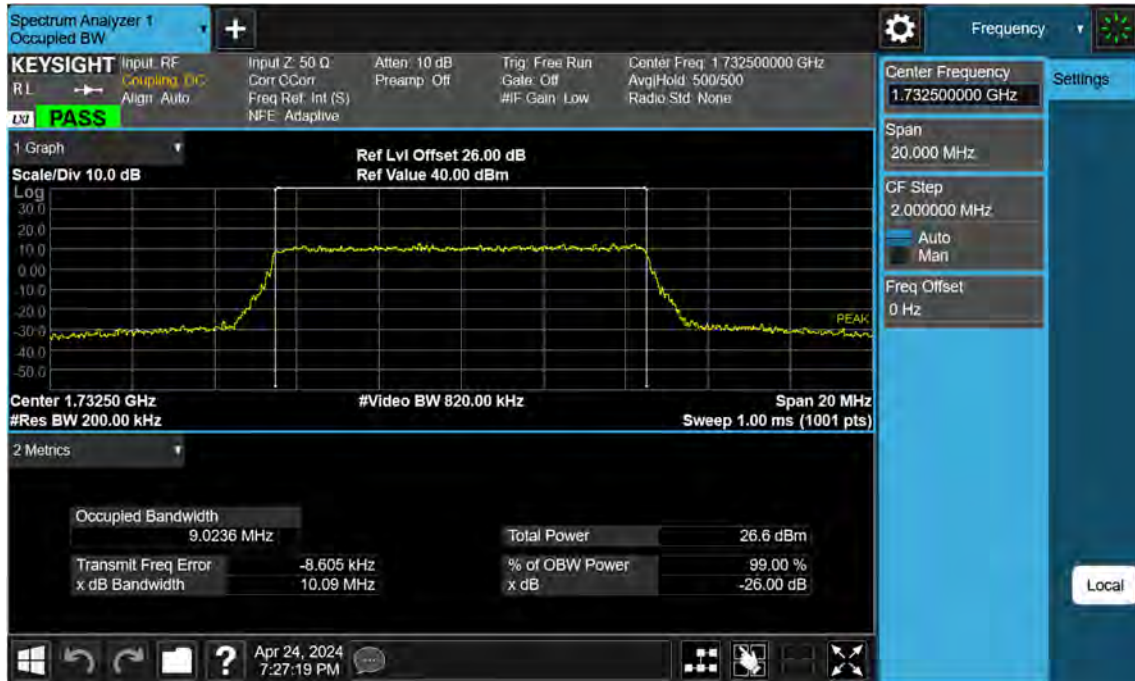 Spectrum Analyzer 1
Occupied BW
+
Frequency
KEYSIGHT
Input: RF
Coupling: DC
Align: Auto
Input Z: 50 Ω
Corr CCorr
Freq Ref: Int (S)
NFE: Adaptive
Atten: 10 dB
Preamp: Off
Trig: Free Run
Gate: Off
#IF Gain: Low
Center Freq: 1.732500000 GHz
Avg|Hold: 500/500
Radio Std: None
R L
LXI
PASS
Center Frequency
1.732500000 GHz
Settings
Span
20.000 MHz
CF Step
2.000000 MHz
Auto
Man
Freq Offset
0 Hz
1 Graph
Scale/Div 10.0 dB
Ref Lvl Offset 26.00 dB
Ref Value 40.00 dBm
Log
30.0
20.0
10.0
0.00
-10.0
-20.0
-30.0
-40.0
-50.0
PEAK
Center 1.73250 GHz
#Video BW 820.00 kHz
Span 20 MHz
#Res BW 200.00 kHz
Sweep 1.00 ms (1001 pts)
2 Metrics
Occupied Bandwidth
9.0236 MHz
Total Power 26.6 dBm
Transmit Freq Error -8.605 kHz
% of OBW Power 99.00 %
x dB Bandwidth 10.09 MHz
x dB -26.00 dB
Local
?
Apr 24, 2024
7:27:19 PM